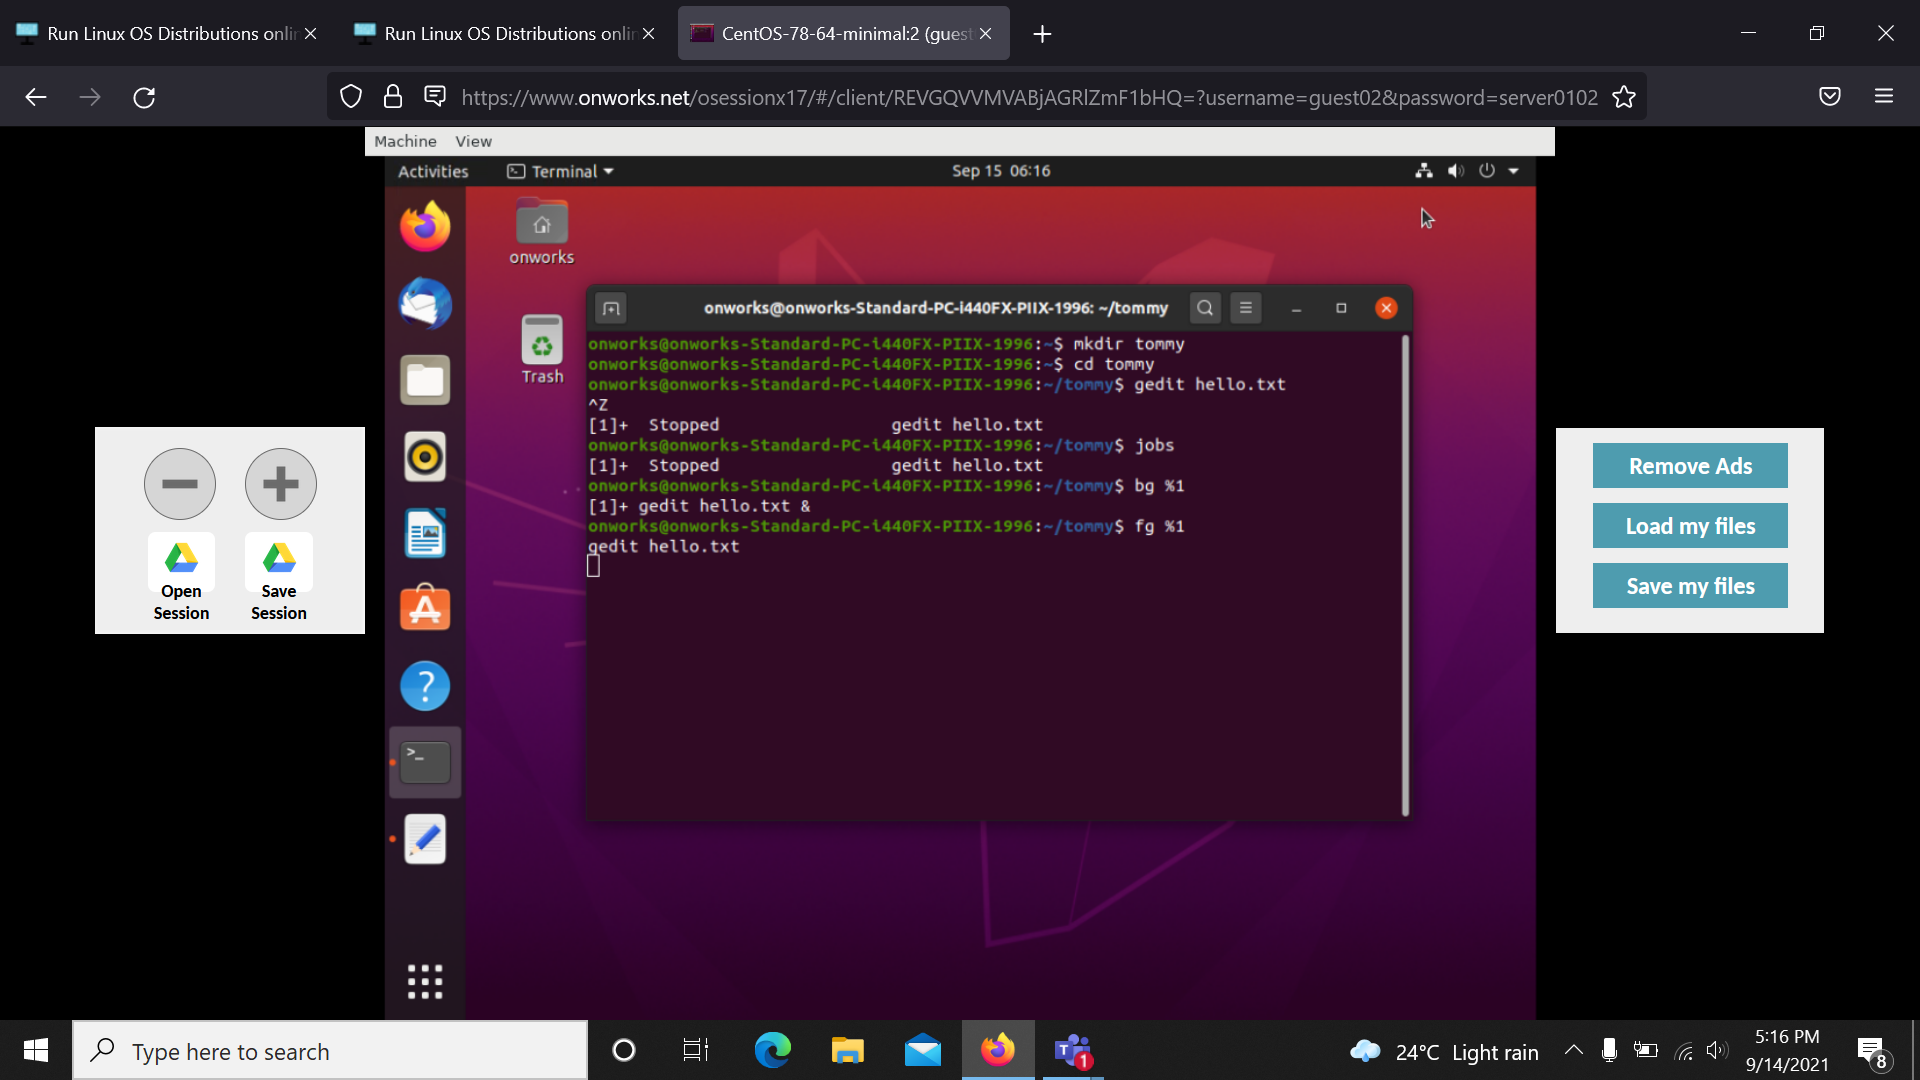 Run Linux OS Distributions onlin
Run Linux OS Distributions onlin
CentOS-78-64-minimal:2 (guest
https://www.onworks.net/osessionx17/#/client/REVGQVVMVABjAGRlZmF1bHQ=?username=guest02&password=server0102
Machine View
Activities Terminal Sep 15 06:16
onworks
Trash
onworks@onworks-Standard-PC-i440FX-PIIX-1996: ~/tommy
onworks@onworks-Standard-PC-i440FX-PIIX-1996:~$ mkdir tommy
onworks@onworks-Standard-PC-i440FX-PIIX-1996:~$ cd tommy
onworks@onworks-Standard-PC-i440FX-PIIX-1996:~/tommy$ gedit hello.txt
^Z
[1]+  Stopped                 gedit hello.txt
onworks@onworks-Standard-PC-i440FX-PIIX-1996:~/tommy$ jobs
[1]+  Stopped                 gedit hello.txt
onworks@onworks-Standard-PC-i440FX-PIIX-1996:~/tommy$ bg %1
[1]+ gedit hello.txt &
onworks@onworks-Standard-PC-i440FX-PIIX-1996:~/tommy$ fg %1
gedit hello.txt
Open
Session
Save
Session
Remove Ads
Load my files
Save my files
Type here to search
T
1
24°C Light rain
5:16 PM
9/14/2021
8